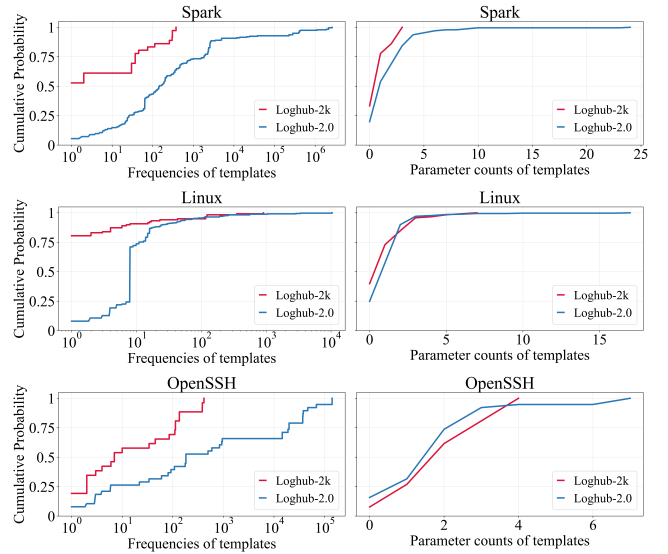 Spark
Cumulative Probability
1
0.75
0.5
0.25
0
10^0 10^1 10^2 10^3 10^4 10^5 10^6
Frequencies of templates
Loghub-2k
Loghub-2.0
Spark
0 5 10 15 20 25
Parameter counts of templates
Loghub-2k
Loghub-2.0
Linux
Cumulative Probability
1
0.75
0.5
0.25
0
10^0 10^1 10^2 10^3 10^4
Frequencies of templates
Loghub-2k
Loghub-2.0
Linux
0 5 10 15
Parameter counts of templates
Loghub-2k
Loghub-2.0
OpenSSH
Cumulative Probability
1
0.75
0.5
0.25
0
10^0 10^1 10^2 10^3 10^4 10^5
Frequencies of templates
Loghub-2k
Loghub-2.0
OpenSSH
0 2 4 6
Parameter counts of templates
Loghub-2k
Loghub-2.0